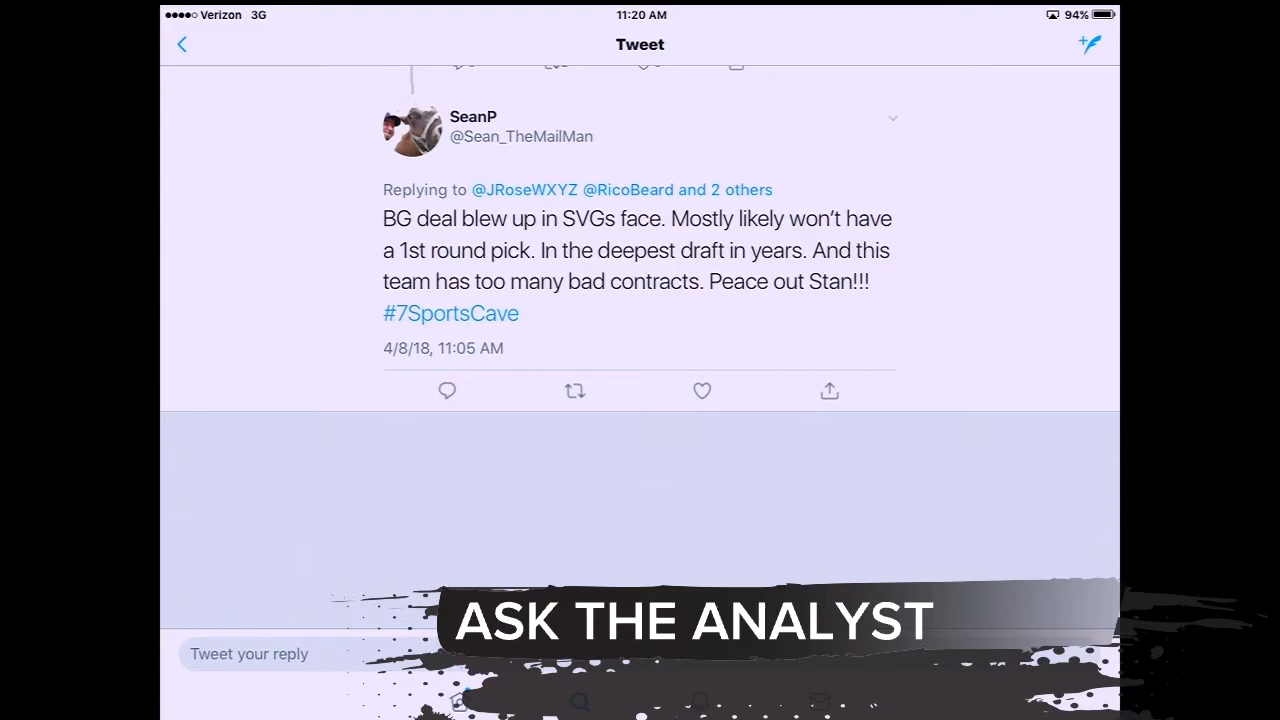 Verizon 3G 11:20 AM 94%
Tweet
SeanP
@Sean_TheMailMan
Replying to @JRoseWXYZ @RicoBeard and 2 others
BG deal blew up in SVGs face. Mostly likely won’t have
a 1st round pick. In the deepest draft in years. And this
team has too many bad contracts. Peace out Stan!!!
#7SportsCave
4/8/18, 11:05 AM
ASK THE ANALYST
Tweet your reply